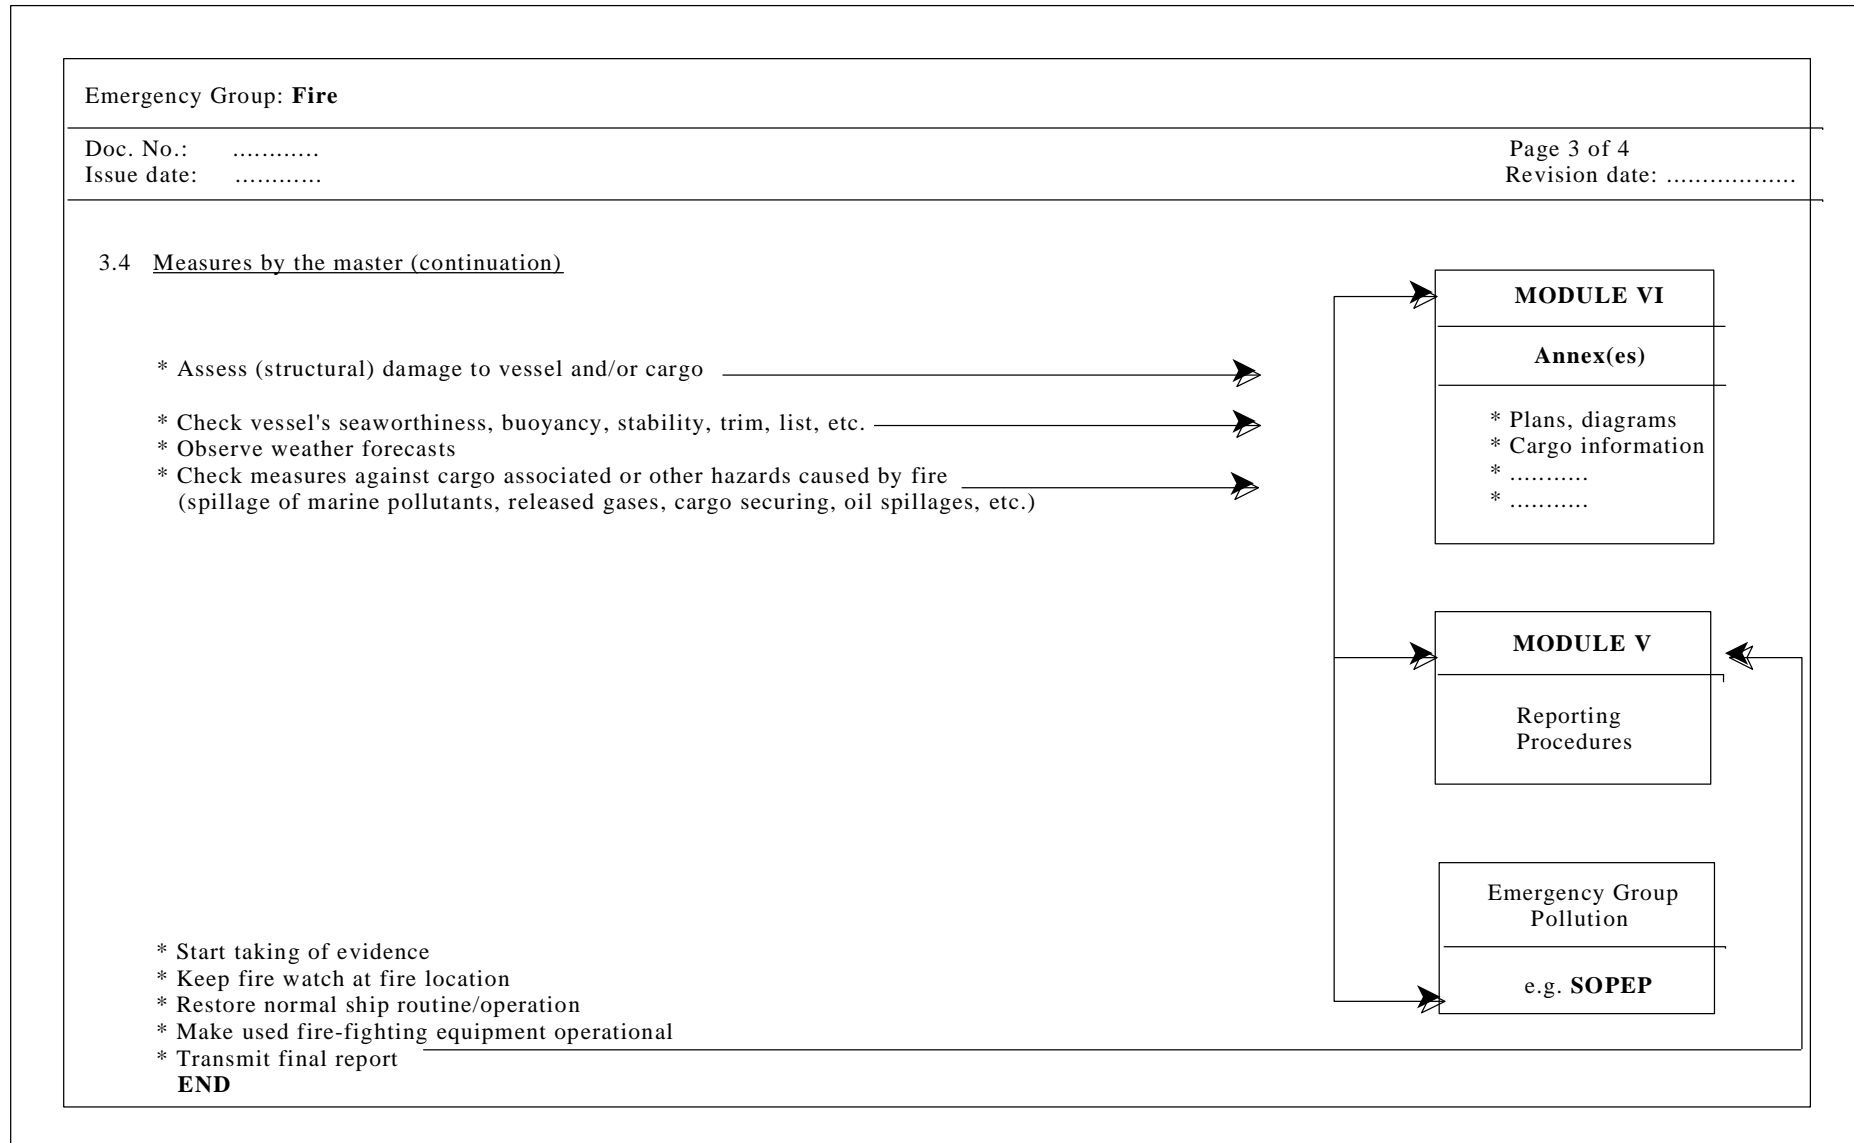 Emergency Group: Fire
Doc. No.: ............
Page 3 of 4
Issue date: ............
Revision date: ..................
3.4 Measures by the master (continuation)
* Assess (structural) damage to vessel and/or cargo
* Check vessel's seaworthiness, buoyancy, stability, trim, list, etc.
* Observe weather forecasts
* Check measures against cargo associated or other hazards caused by fire
(spillage of marine pollutants, released gases, cargo securing, oil spillages, etc.)
MODULE VI
Annex(es)
* Plans, diagrams
* Cargo information
* ...........
* ...........
MODULE V
Reporting
Procedures
Emergency Group
Pollution
e.g. SOPEP
* Start taking of evidence
* Keep fire watch at fire location
* Restore normal ship routine/operation
* Make used fire-fighting equipment operational
* Transmit final report
END